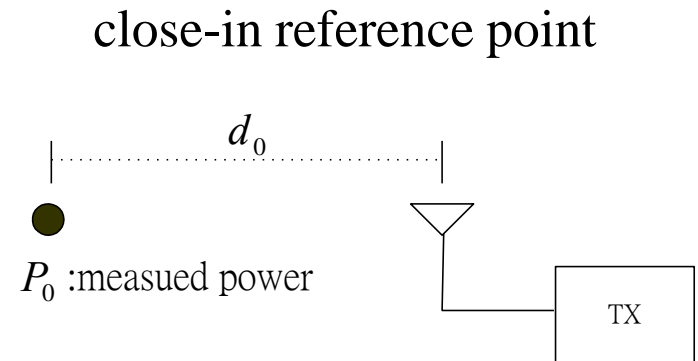 close-in reference point
d₀
P₀ :measued power
TX